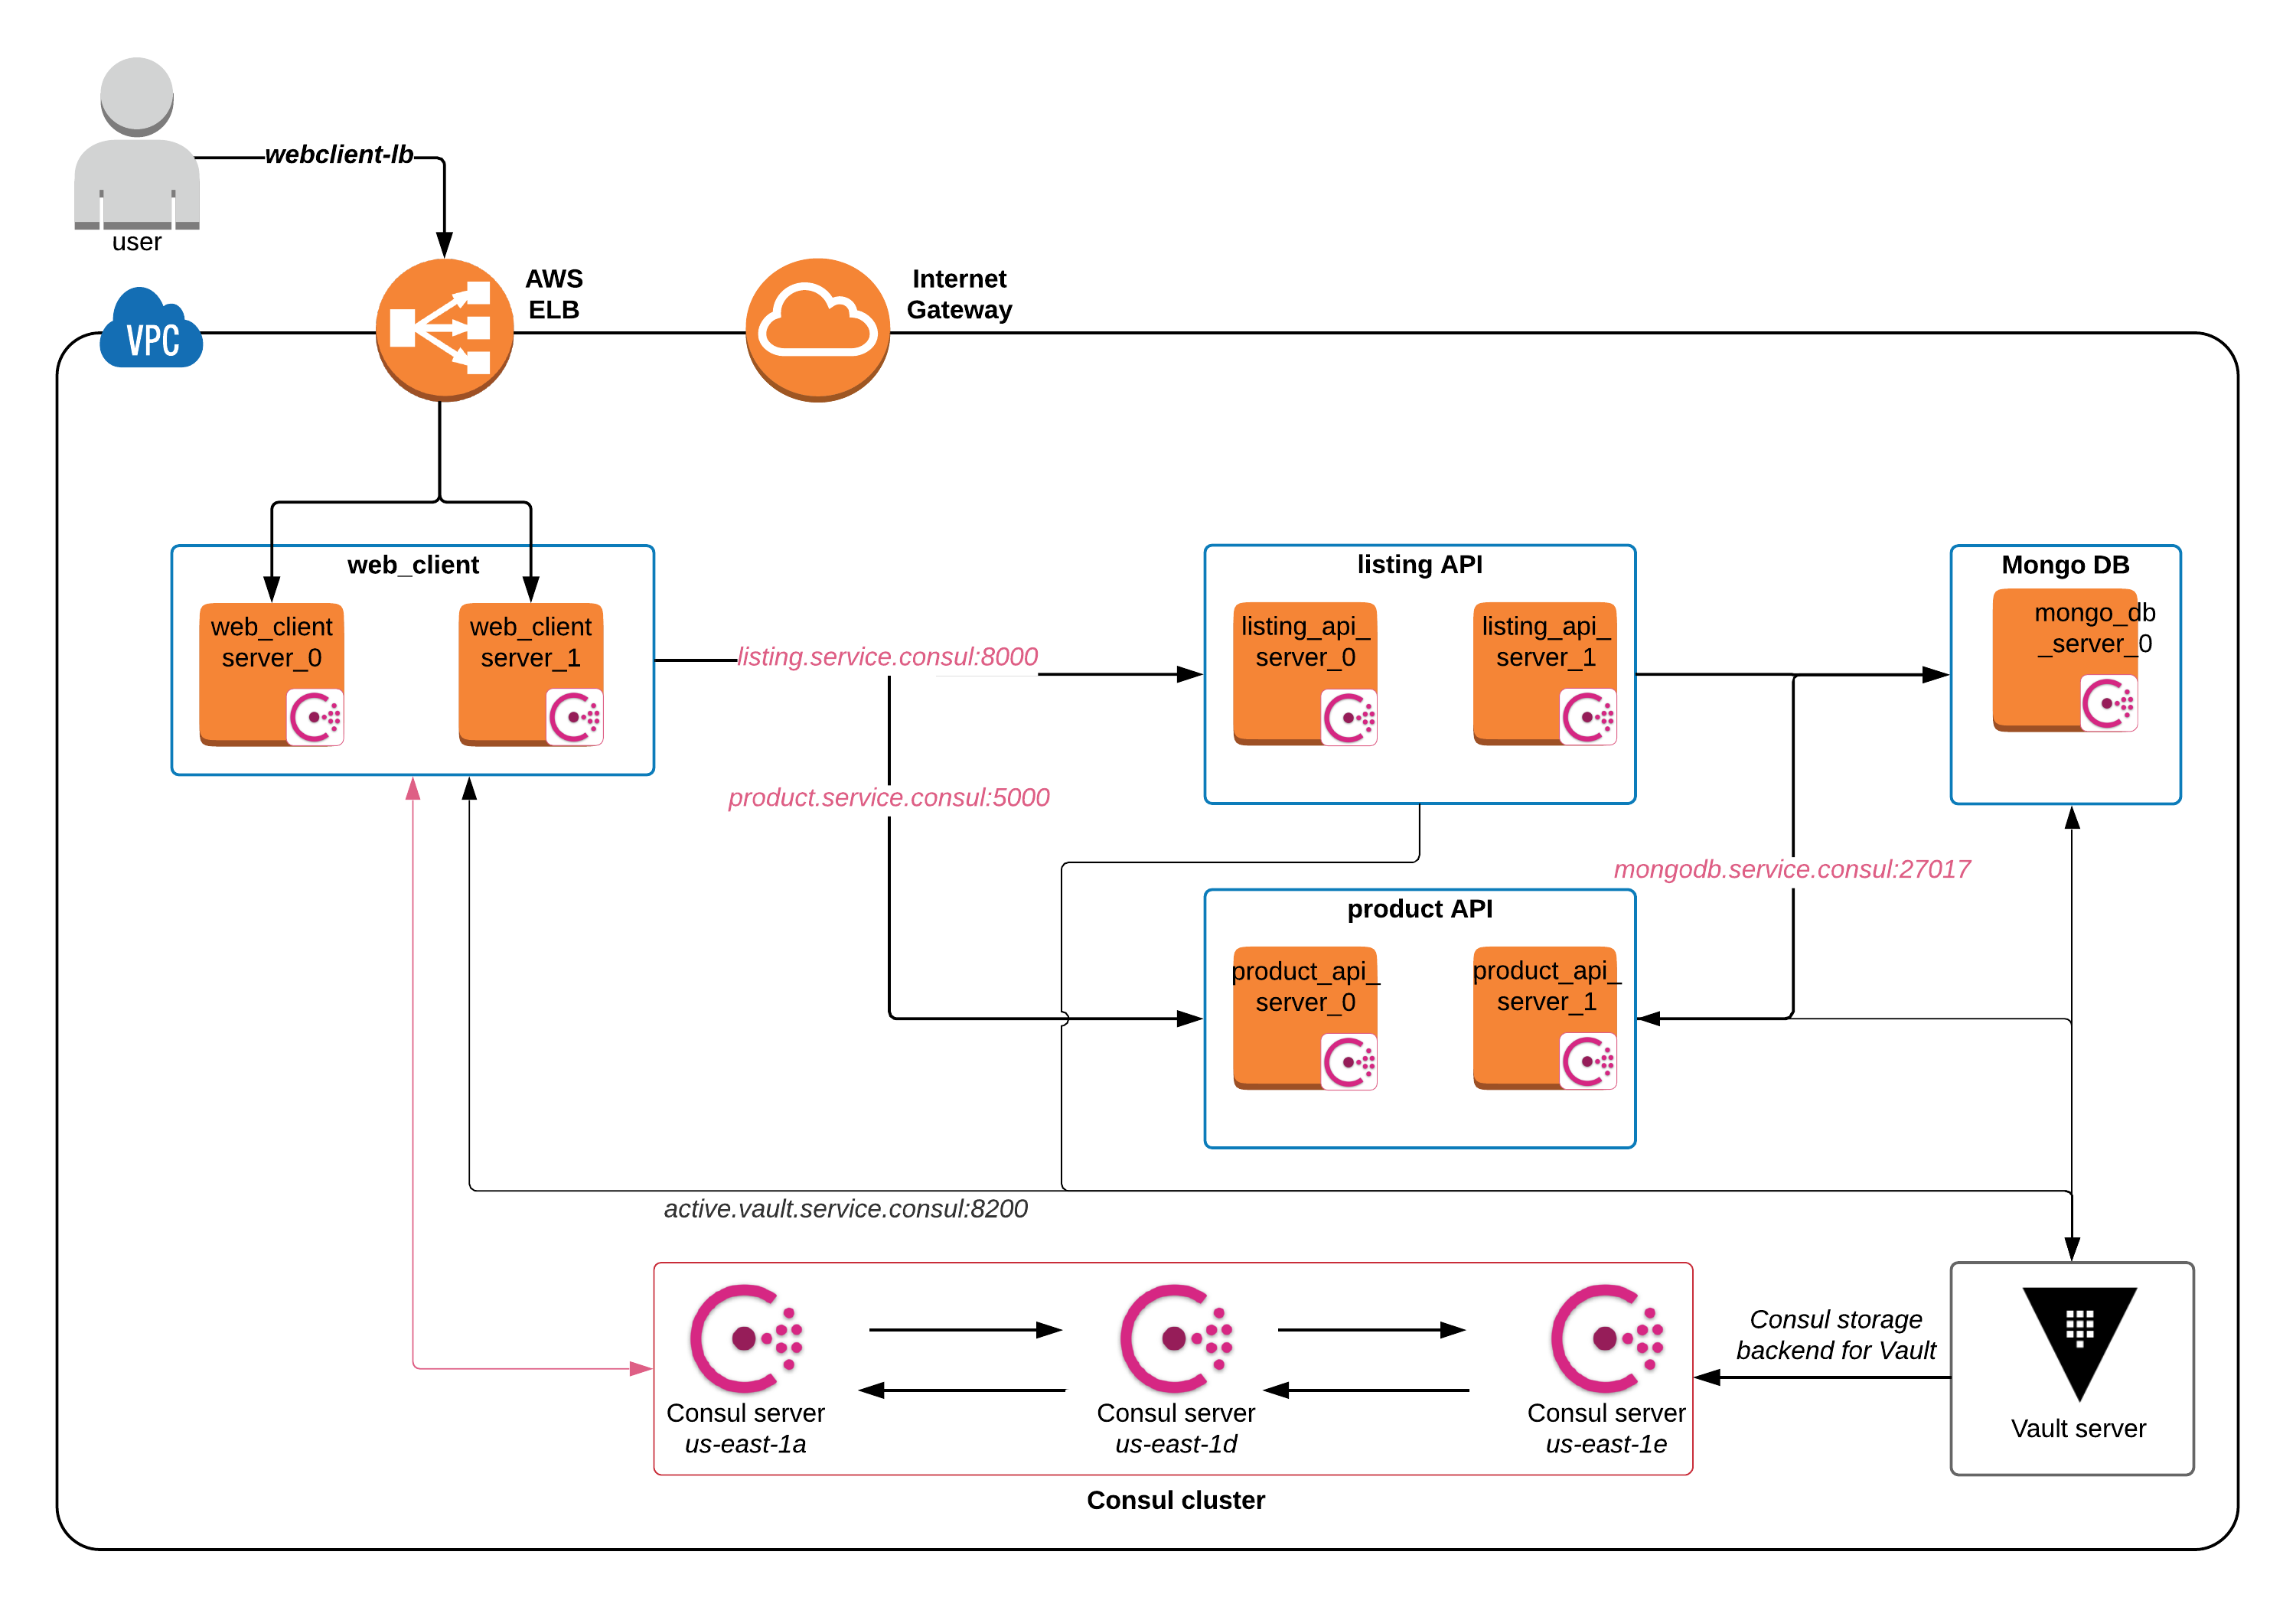 webclient-lb
user
AWS
ELB
Internet
Gateway
VPC
web_client
web_client
server_0
web_client
server_1
listing.service.consul:8000
product.service.consul:5000
listing API
listing_api_
server_0
listing_api_
server_1
Mongo DB
mongo_db
_server_0
mongodb.service.consul:27017
product API
product_api_
server_0
product_api_
server_1
active.vault.service.consul:8200
Consul server
us-east-1a
Consul server
us-east-1d
Consul server
us-east-1e
Consul cluster
Consul storage
backend for Vault
Vault server